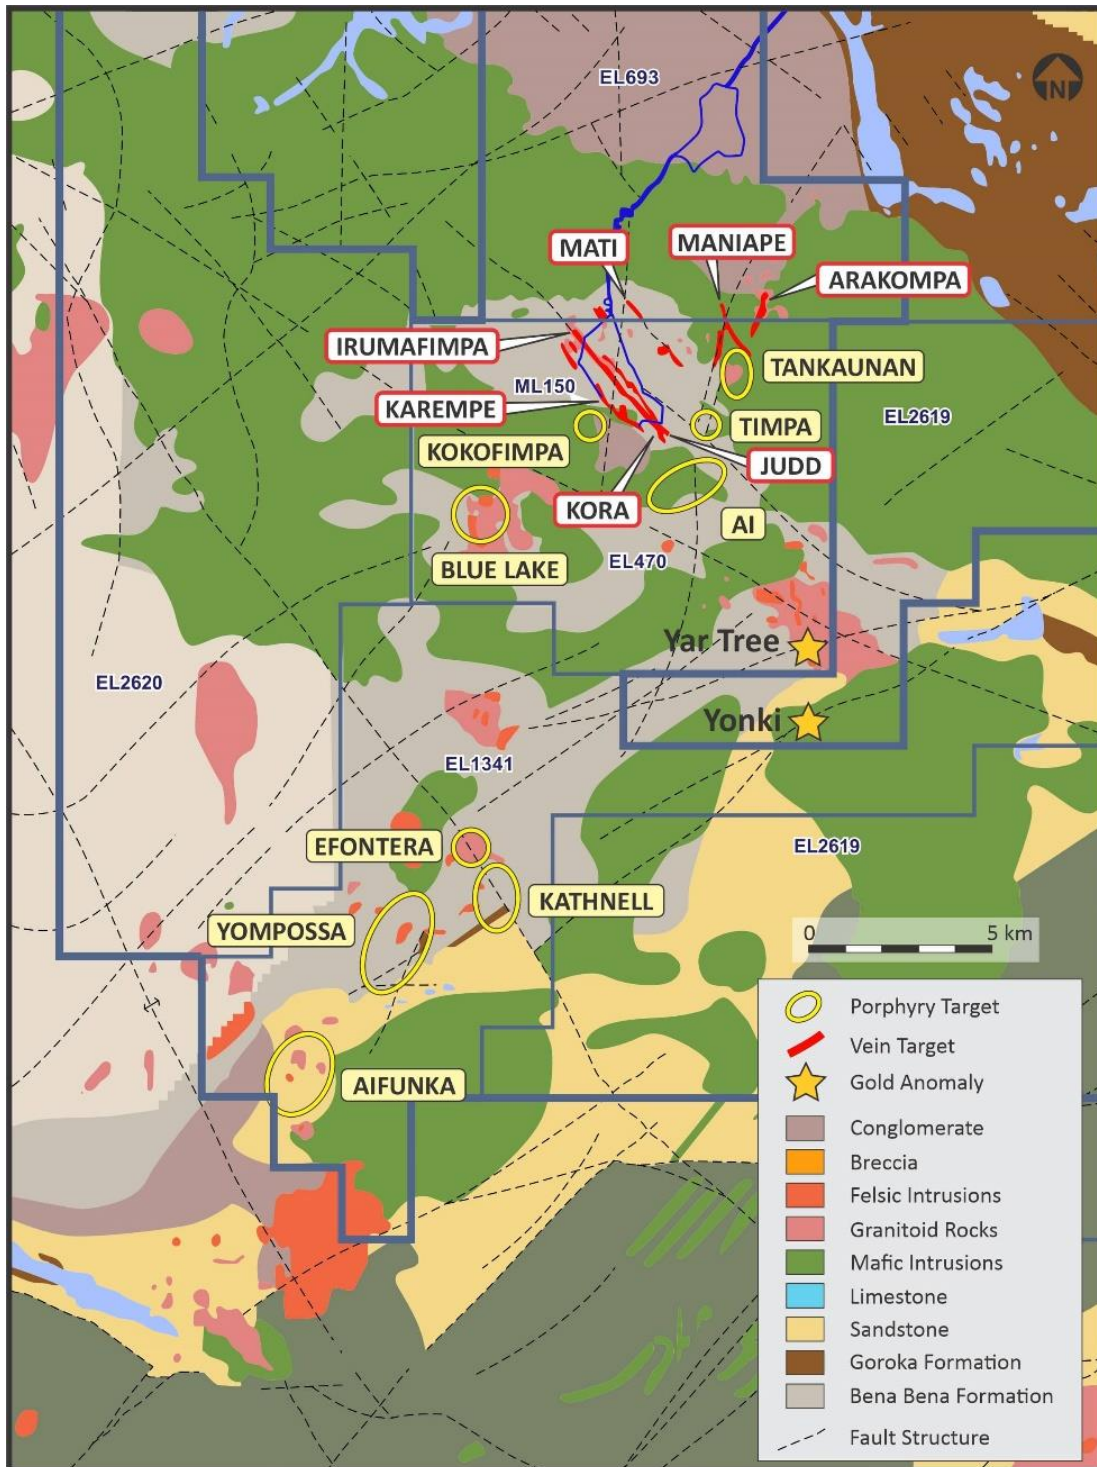 EL693
N
MATI
MANIAPE
ARAKOMPA
IRUMAFIMPA
TANKAUNAN
ML150
KAREMPE
EL2619
TIMPA
KOKOFIMPA
JUDD
KORA
AI
BLUE LAKE
EL470
Yar Tree
EL2620
Yonki
EL1341
EFONTERA
EL2619
KATHNELL
YOMPOSSA
0 5 km
AIFUNKA
Porphyry Target
Vein Target
Gold Anomaly
Conglomerate
Breccia
Felsic Intrusions
Granitoid Rocks
Mafic Intrusions
Limestone
Sandstone
Goroka Formation
Bena Bena Formation
Fault Structure